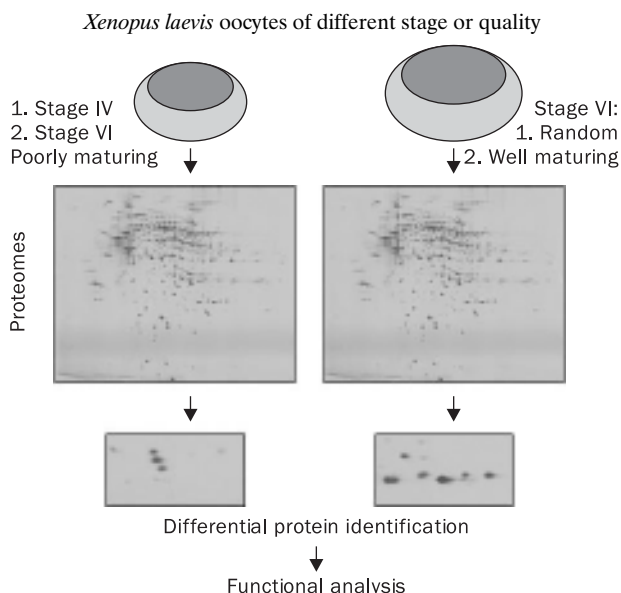 Xenopus laevis oocytes of different stage or quality
1. Stage IV
2. Stage VI
Poorly maturing
Stage VI:
1. Random
2. Well maturing
Proteomes
Differential protein identification
Functional analysis